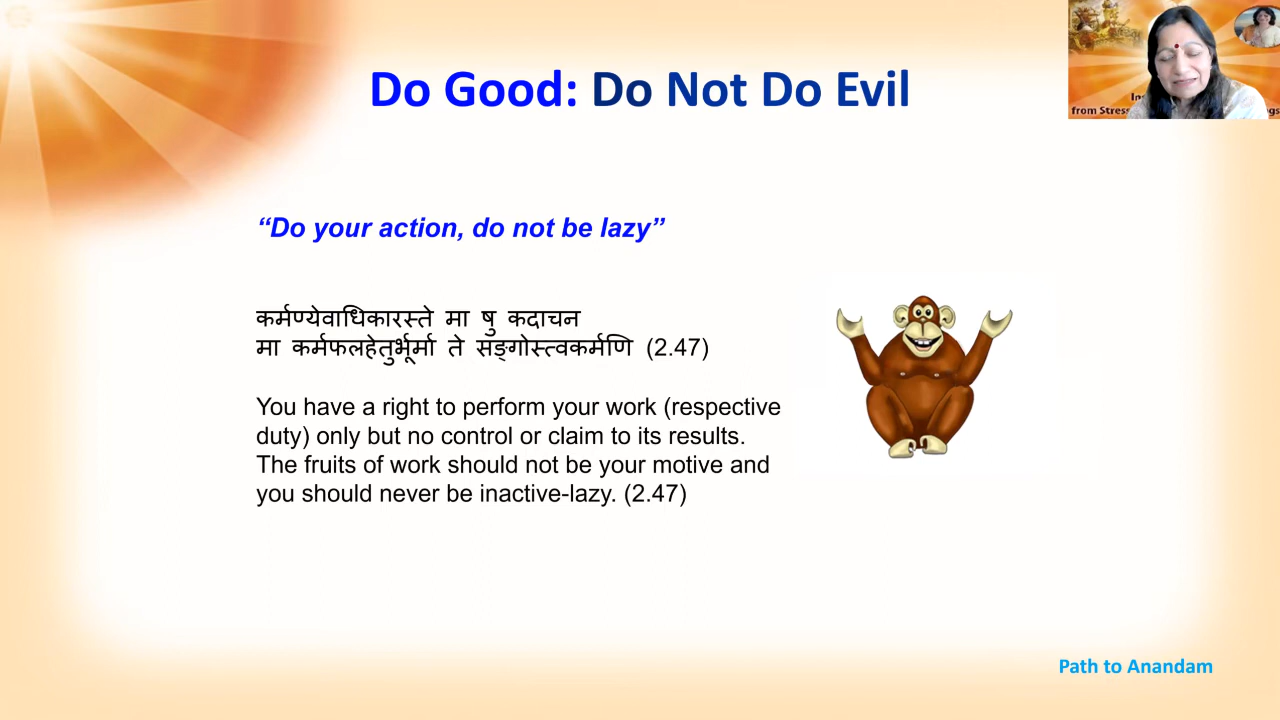 Do Good: Do Not Do Evil
from Stress
gs
“Do your action, do not be lazy”
कर्मण्येवाधिकारस्ते मा षु कदाचन
मा कर्मफलहेतुर्भूर्मा ते सङ्गोस्त्वकर्मणि (2.47)
You have a right to perform your work (respective
duty) only but no control or claim to its results.
The fruits of work should not be your motive and
you should never be inactive-lazy. (2.47)
Path to Anandam